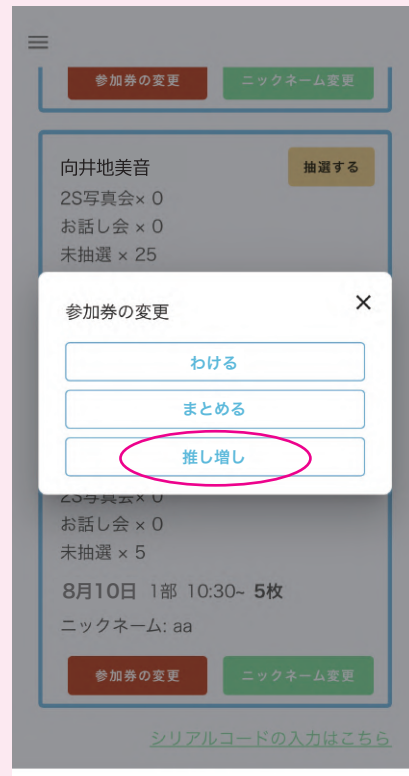 参加券の変更 ニックネーム変更
向井地美音 抽選する
2S写真会× 0
お話し会 × 0
未抽選 × 25
参加券の変更 ×
わける
まとめる
推し増し
2S写真会× 0
お話し会 × 0
未抽選 × 5
8月10日 1部 10:30~ 5枚
ニックネーム: aa
参加券の変更 ニックネーム変更
シリアルコードの入力はこちら